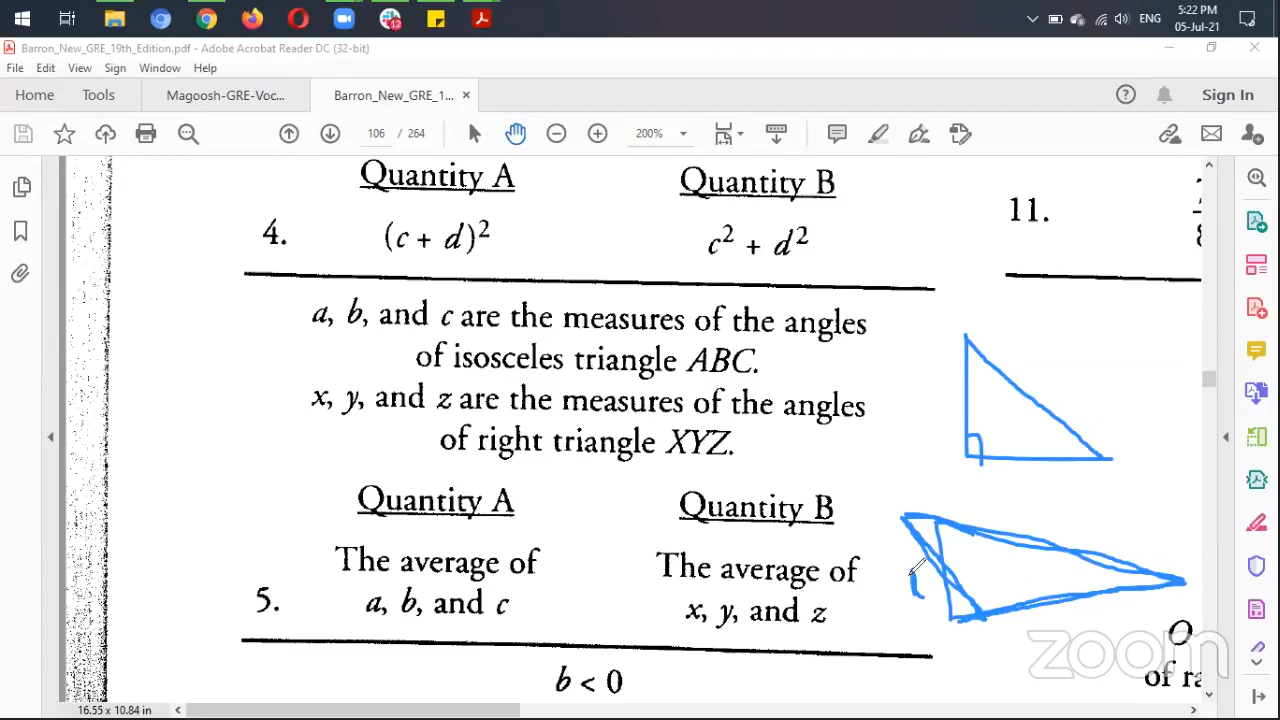 5:22 PM
ENG
12
05-Jul-21
Barron_New_GRE_19th_Edition.pdf - Adobe Acrobat Reader DC (32-bit)
File Edit View Sign Window Help
Home Tools Magoosh-GRE-Voc... Barron_New_GRE_1... × Sign In
106 / 264 200%
Quantity A Quantity B
4. (c + d)² c² + d² 11.
8
a, b, and c are the measures of the angles
of isosceles triangle ABC.
x, y, and z are the measures of the angles
of right triangle XYZ.
Quantity A Quantity B
The average of The average of
5. a, b, and c x, y, and z
O
zoom
b < 0 of ra
16.55 x 10.84 in